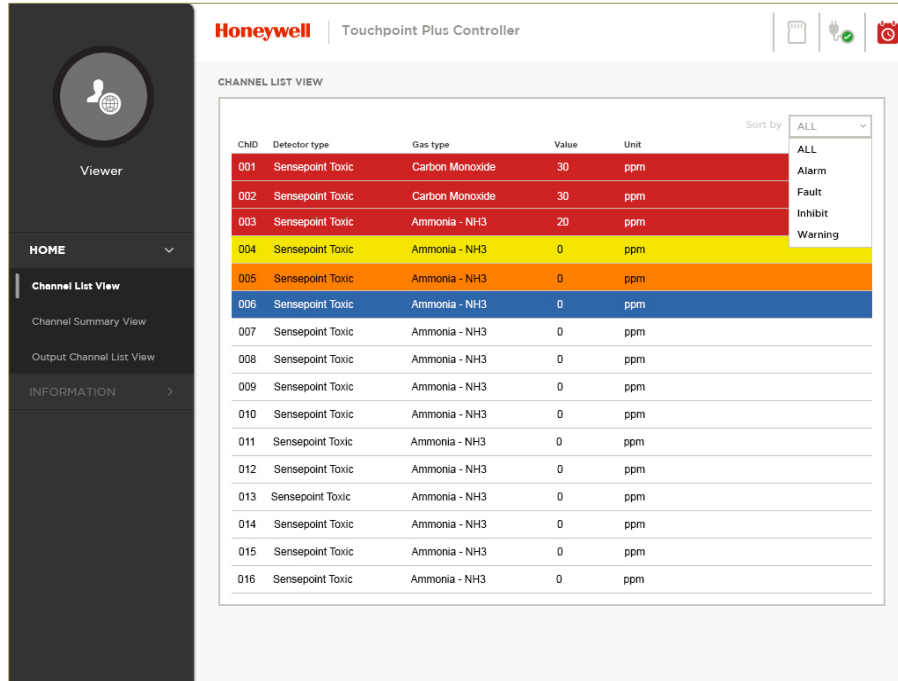 Honeywell Touchpoint Plus Controller
CHANNEL LIST VIEW
Viewer
HOME
Channel List View
Channel Summary View
Output Channel List View
INFORMATION
Sort by ALL
ALL
Alarm
Fault
Inhibit
Warning
ChID Detector type Gas type Value Unit
001 Sensepoint Toxic Carbon Monoxide 30 ppm
002 Sensepoint Toxic Carbon Monoxide 30 ppm
003 Sensepoint Toxic Ammonia - NH3 20 ppm
004 Sensepoint Toxic Ammonia - NH3 0 ppm
005 Sensepoint Toxic Ammonia - NH3 0 ppm
006 Sensepoint Toxic Ammonia - NH3 0 ppm
007 Sensepoint Toxic Ammonia - NH3 0 ppm
008 Sensepoint Toxic Ammonia - NH3 0 ppm
009 Sensepoint Toxic Ammonia - NH3 0 ppm
010 Sensepoint Toxic Ammonia - NH3 0 ppm
011 Sensepoint Toxic Ammonia - NH3 0 ppm
012 Sensepoint Toxic Ammonia - NH3 0 ppm
013 Sensepoint Toxic Ammonia - NH3 0 ppm
014 Sensepoint Toxic Ammonia - NH3 0 ppm
015 Sensepoint Toxic Ammonia - NH3 0 ppm
016 Sensepoint Toxic Ammonia - NH3 0 ppm